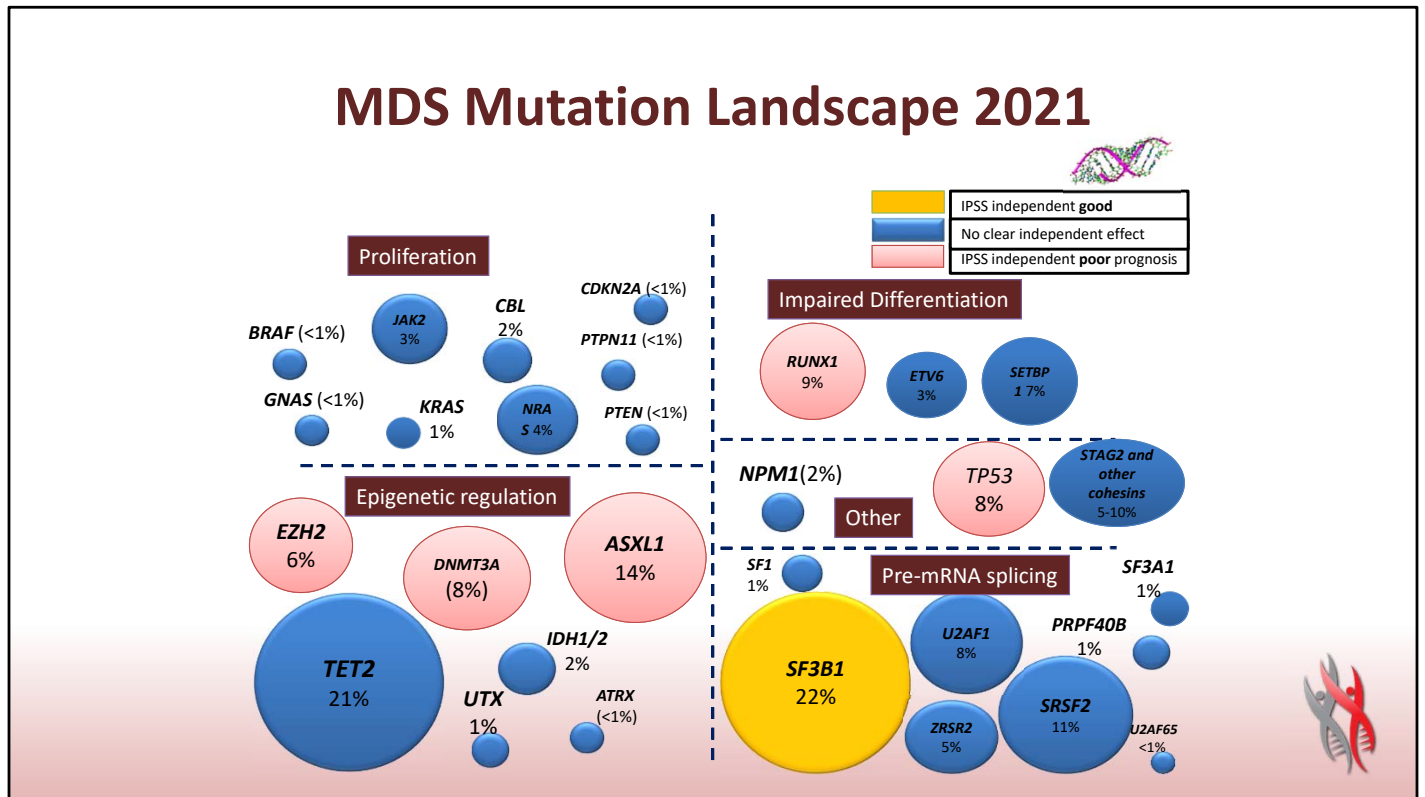 MDS Mutation Landscape 2021
IPSS independent good
No clear independent effect
IPSS independent poor prognosis
Proliferation
BRAF (<1%)
JAK2
3%
CBL
2%
CDKN2A (<1%)
PTPN11 (<1%)
GNAS (<1%)
KRAS
1%
NRA
S 4%
PTEN (<1%)
Impaired Differentiation
RUNX1
9%
ETV6
3%
SETBP
1 7%
NPM1(2%)
Other
TP53
8%
STAG2 and
other
cohesins
5-10%
Epigenetic regulation
EZH2
6%
DNMT3A
(8%)
ASXL1
14%
TET2
21%
IDH1/2
2%
UTX
1%
ATRX
(<1%)
Pre-mRNA splicing
SF1
1%
SF3A1
1%
SF3B1
22%
U2AF1
8%
PRPF40B
1%
ZRSR2
5%
SRSF2
11%
U2AF65
<1%